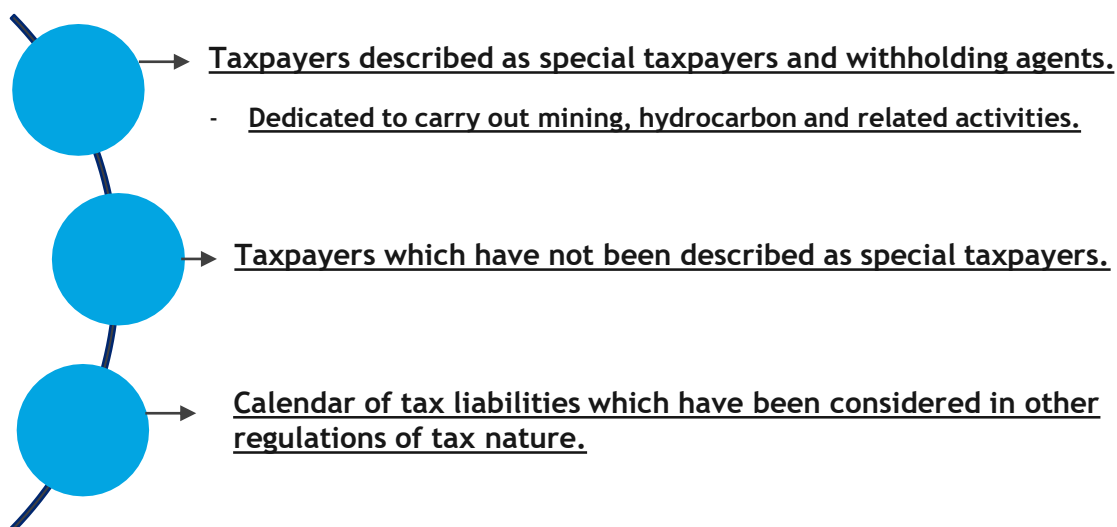 Taxpayers described as special taxpayers and withholding agents.
- Dedicated to carry out mining, hydrocarbon and related activities.
Taxpayers which have not been described as special taxpayers.
Calendar of tax liabilities which have been considered in other
regulations of tax nature.